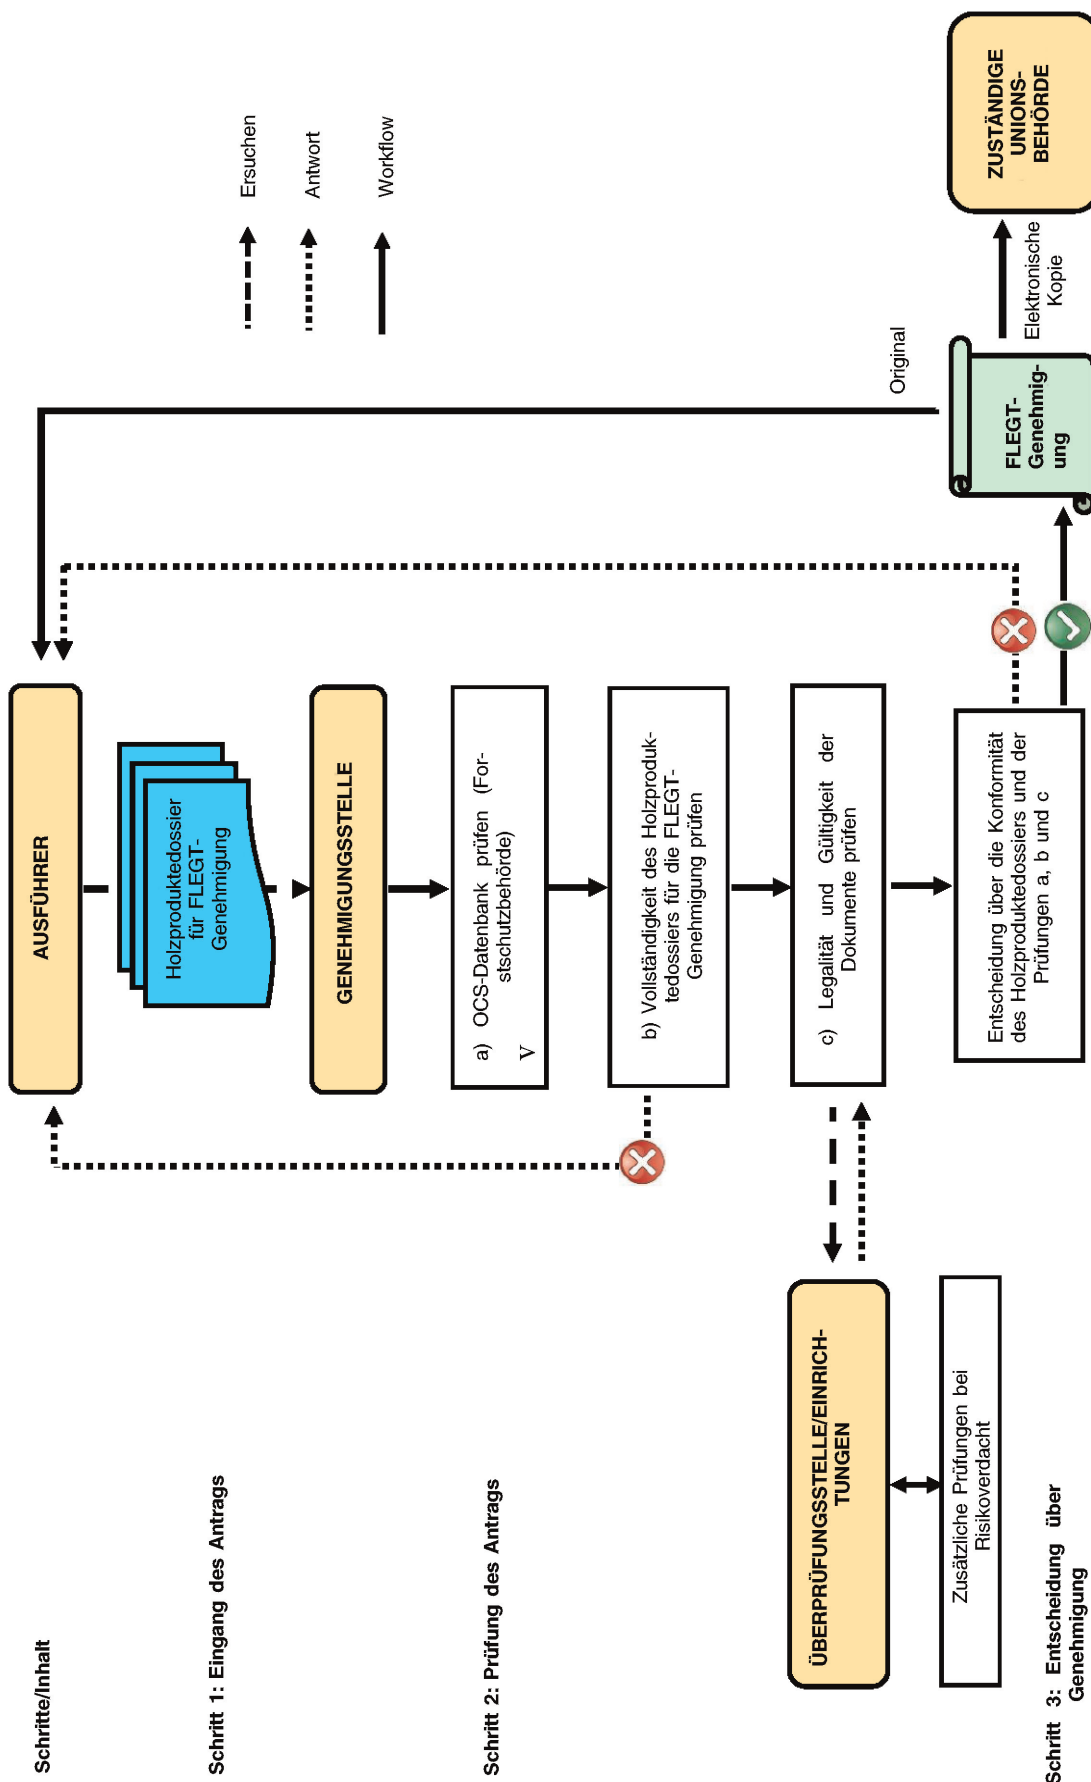 Schritte/Inhalt
AUSFÜHRER
Schritt 1: Eingang des Antrags
Holzproduktedossier
für FLEGT-
Genehmigung
GENEHMIGUNGSSTELLE
Schritt 2: Prüfung des Antrags
a) OCS-Datenbank prüfen (For-
stschutzbehörde)
V
b) Vollständigkeit des Holzproduk-
tedossiers für die FLEGT-
Genehmigung prüfen
ÜBERPRÜFUNGSSTELLE/EINRICH-
TUNGEN
c) Legalität und Gültigkeit der
Dokumente prüfen
Zusätzliche Prüfungen bei
Risikoverdacht
Schritt 3: Entscheidung über
Genehmigung
Entscheidung über die Konformität
des Holzproduktedossiers und der
Prüfungen a, b und c
Ersuchen
Antwort
Workflow
Original
FLEGT-
Genehmig-
ung
Elektronische
Kopie
ZUSTÄNDIGE
UNIONS-
BEHÖRDE